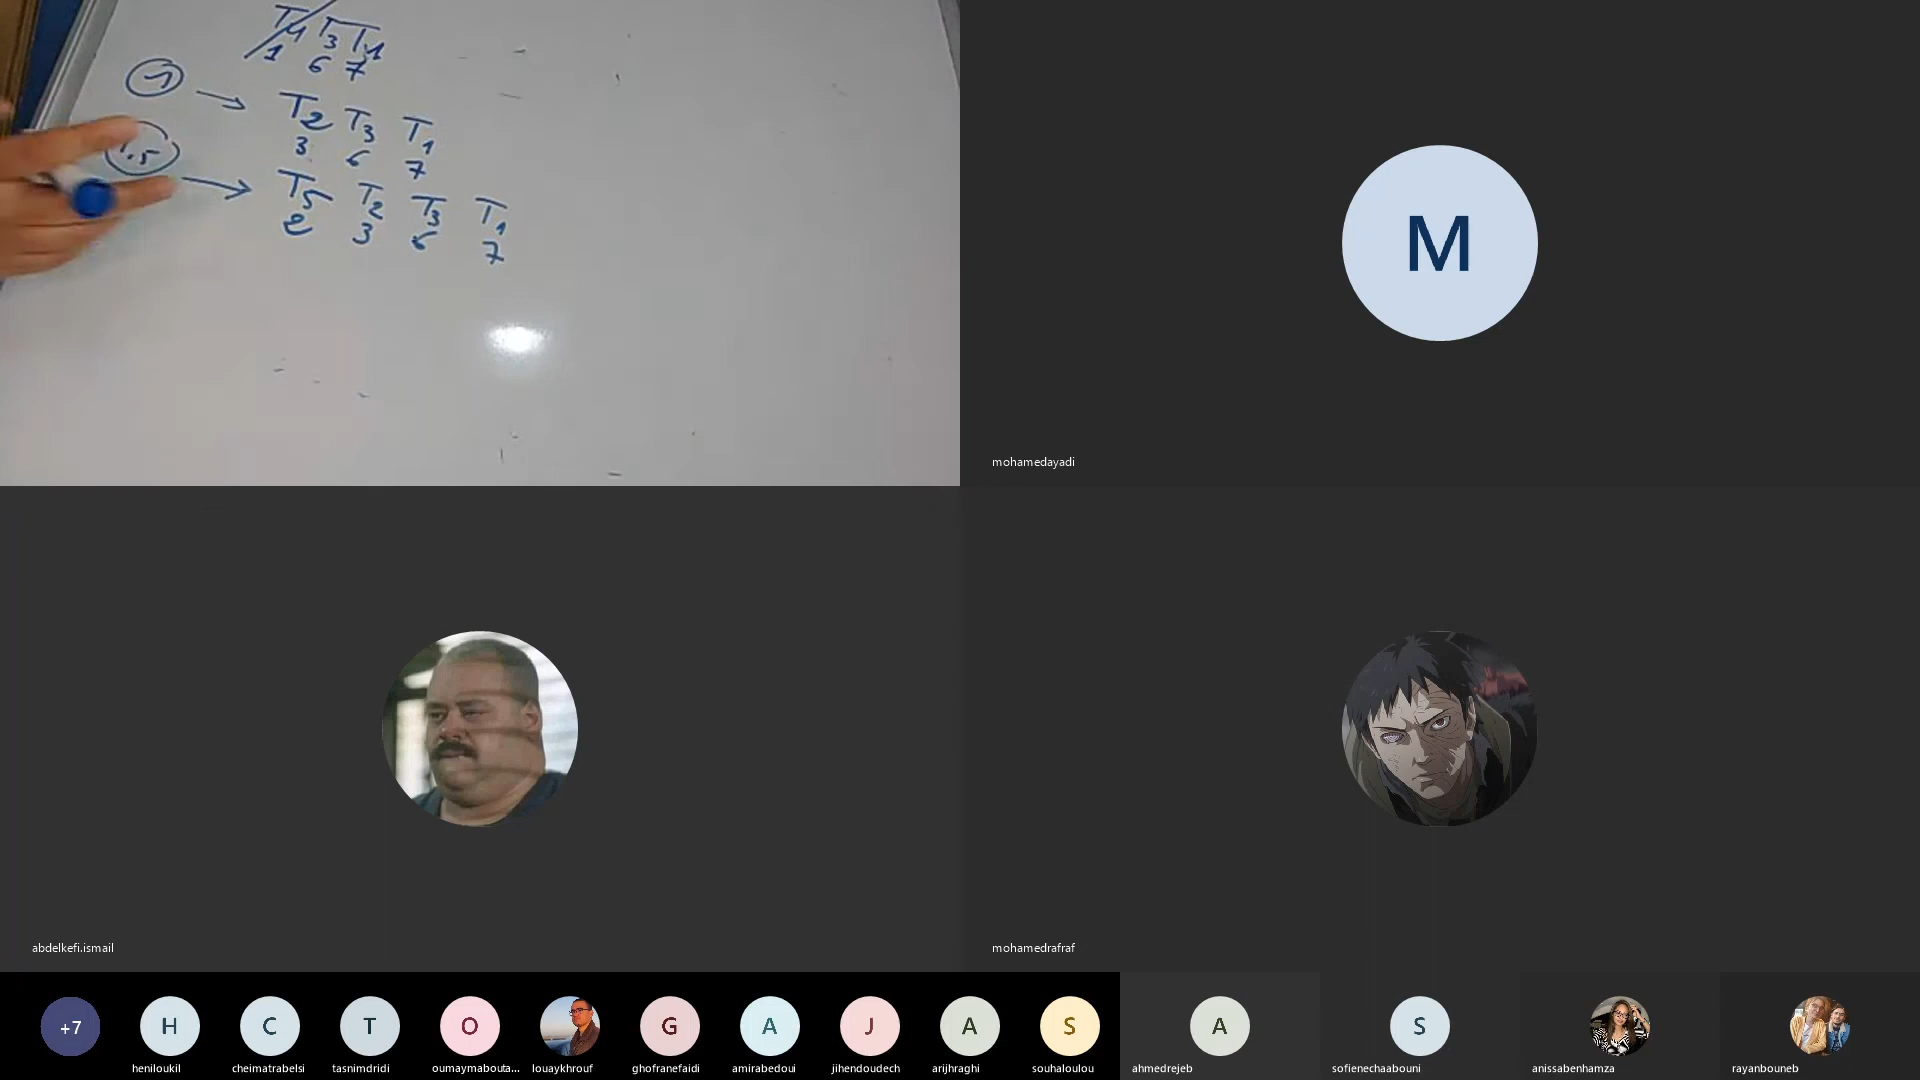 T4 T3 T1
1 6 7
1 → T2 T3 T1
3 6 7
1.5 → T5 T2 T3 T1
2 3 6 7
M
mohamedayadi
abdelkefi.ismail
mohamedrafraf
+7 H C T O G A J A S A S
heniloukil cheimatrabelsi tasnimdridi oumaymabouta... louaykhrouf ghofranefaidi amirabedoui jihendoudech arijhraghi souhaloulou ahmedrejeb sofienechaabouni anissabenhamza rayanbouneb